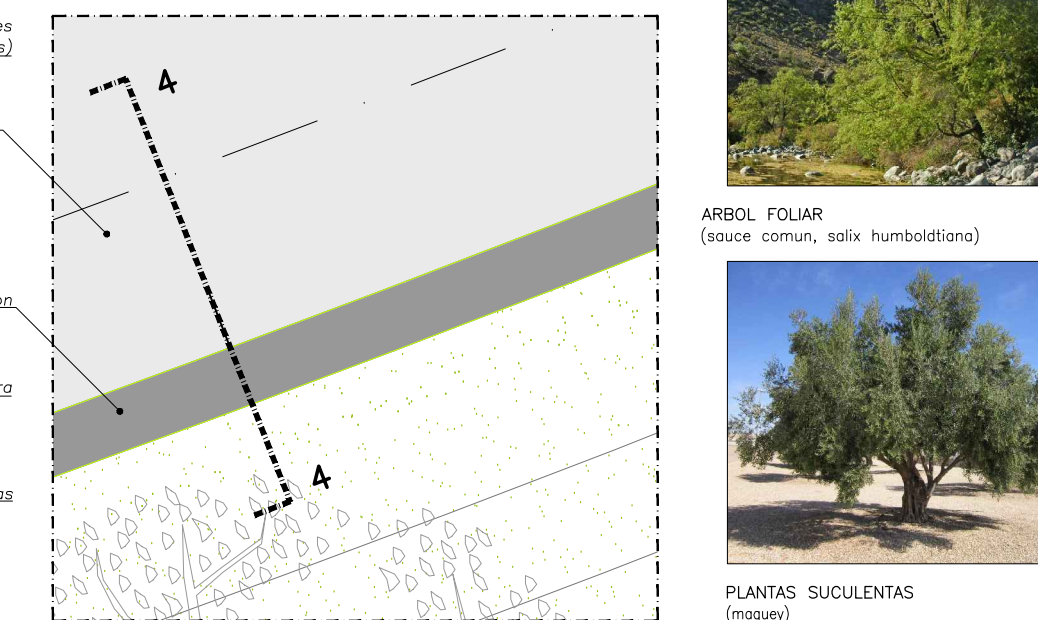 4
4
ARBOL FOLIAR
(sauce comun, salix humboldtiana)
PLANTAS SUCULENTAS
(maguey)